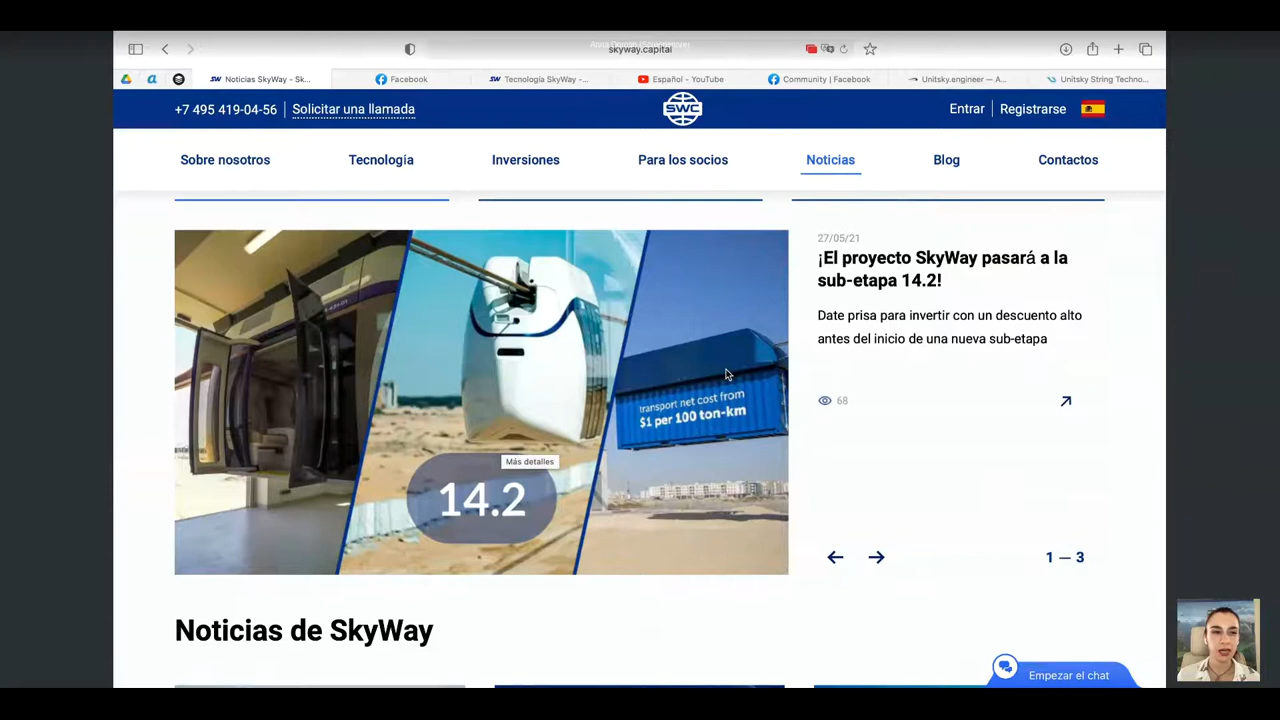 skyway.capital
Noticias SkyWay - Sk...
Facebook
Tecnología SkyWay -...
Español - YouTube
Community | Facebook
Unitsky.engineer — A...
Unitsky String Techno...
+7 495 419-04-56
Solicitar una llamada
SWC
Entrar
Registrarse
Sobre nosotros
Tecnología
Inversiones
Para los socios
Noticias
Blog
Contactos
transport net cost from
$1 per 100 ton-km
Más detalles
14.2
27/05/21
¡El proyecto SkyWay pasará a la
sub-etapa 14.2!
Date prisa para invertir con un descuento alto
antes del inicio de una nueva sub-etapa
68
1 — 3
Noticias de SkyWay
Empezar el chat